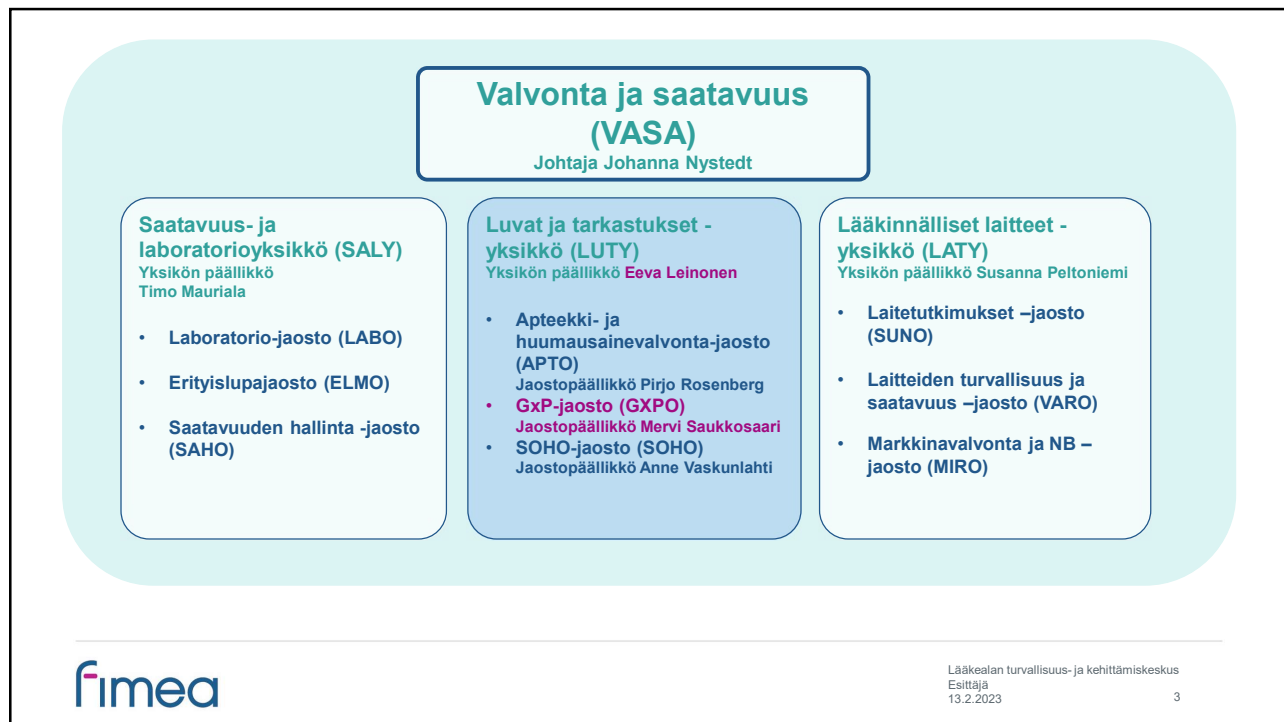 Valvonta ja saatavuus
(VASA)
Johtaja Johanna Nystedt
Saatavuus- ja
laboratorioyksikkö (SALY)
Yksikön päällikkö
Timo Mauriala
• Laboratorio-jaosto (LABO)
• Erityislupajaosto (ELMO)
• Saatavuuden hallinta -jaosto
(SAHO)
Luvat ja tarkastukset -
yksikkö (LUTY)
Yksikön päällikkö Eeva Leinonen
• Apteekki- ja
huumausainevalvonta-jaosto
(APTO)
Jaostopäällikkö Pirjo Rosenberg
• GxP-jaosto (GXPO)
Jaostopäällikkö Mervi Saukkosaari
• SOHO-jaosto (SOHO)
Jaostopäällikkö Anne Vaskunlahti
Lääkinnälliset laitteet -
yksikkö (LATY)
Yksikön päällikkö Susanna Peltoniemi
• Laitetutkimukset –jaosto
(SUNO)
• Laitteiden turvallisuus ja
saatavuus –jaosto (VARO)
• Markkinavalvonta ja NB –
jaosto (MIRO)
fimea
Lääkealan turvallisuus- ja kehittämiskeskus
Esittäjä
13.2.2023
3